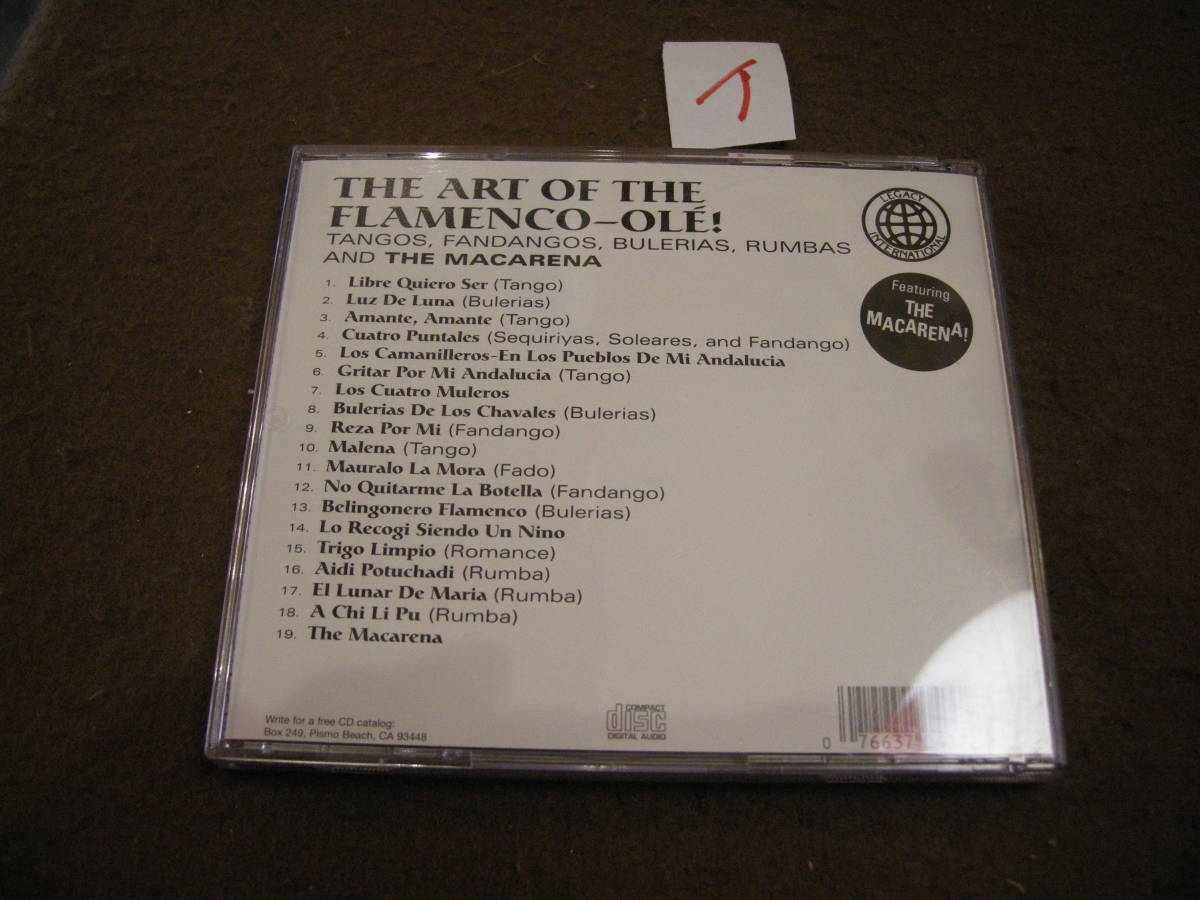 イ
THE ART OF THE
FLAMENCO–OLÉ!
TANGOS, FANDANGOS, BULERIAS, RUMBAS
AND THE MACARENA
LEGACY
INTERNATIONAL
Featuring
THE
MACARENA!
1. Libre Quiero Ser (Tango)
2. Luz De Luna (Bulerias)
3. Amante, Amante (Tango)
4. Cuatro Puntales (Sequiriyas, Soleares, and Fandango)
5. Los Camanilleros-En Los Pueblos De Mi Andalucia
6. Gritar Por Mi Andalucia (Tango)
7. Los Cuatro Muleros
8. Bulerias De Los Chavales (Bulerias)
9. Reza Por Mi (Fandango)
10. Malena (Tango)
11. Mauralo La Mora (Fado)
12. No Quitarme La Botella (Fandango)
13. Belingonero Flamenco (Bulerias)
14. Lo Recogi Siendo Un Nino
15. Trigo Limpio (Romance)
16. Aidi Potuchadi (Rumba)
17. El Lunar De Maria (Rumba)
18. A Chi Li Pu (Rumba)
19. The Macarena
Write for a free CD catalog:
Box 249, Pismo Beach, CA 93448
COMPACT
disc
DIGITAL AUDIO
0 76637